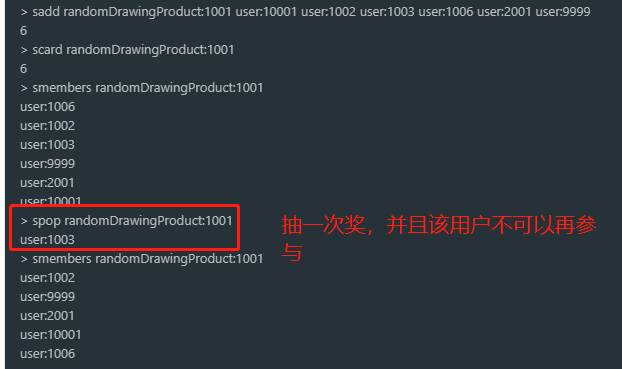 > sadd randomDrawingProduct:1001 user:10001 user:1002 user:1003 user:1006 user:2001 user:9999
6
> scard randomDrawingProduct:1001
6
> smembers randomDrawingProduct:1001
user:1006
user:1002
user:1003
user:9999
user:2001
user:10001
> spop randomDrawingProduct:1001
user:1003
抽一次奖，并且该用户不可以再参
与
> smembers randomDrawingProduct:1001
user:1002
user:9999
user:2001
user:10001
user:1006